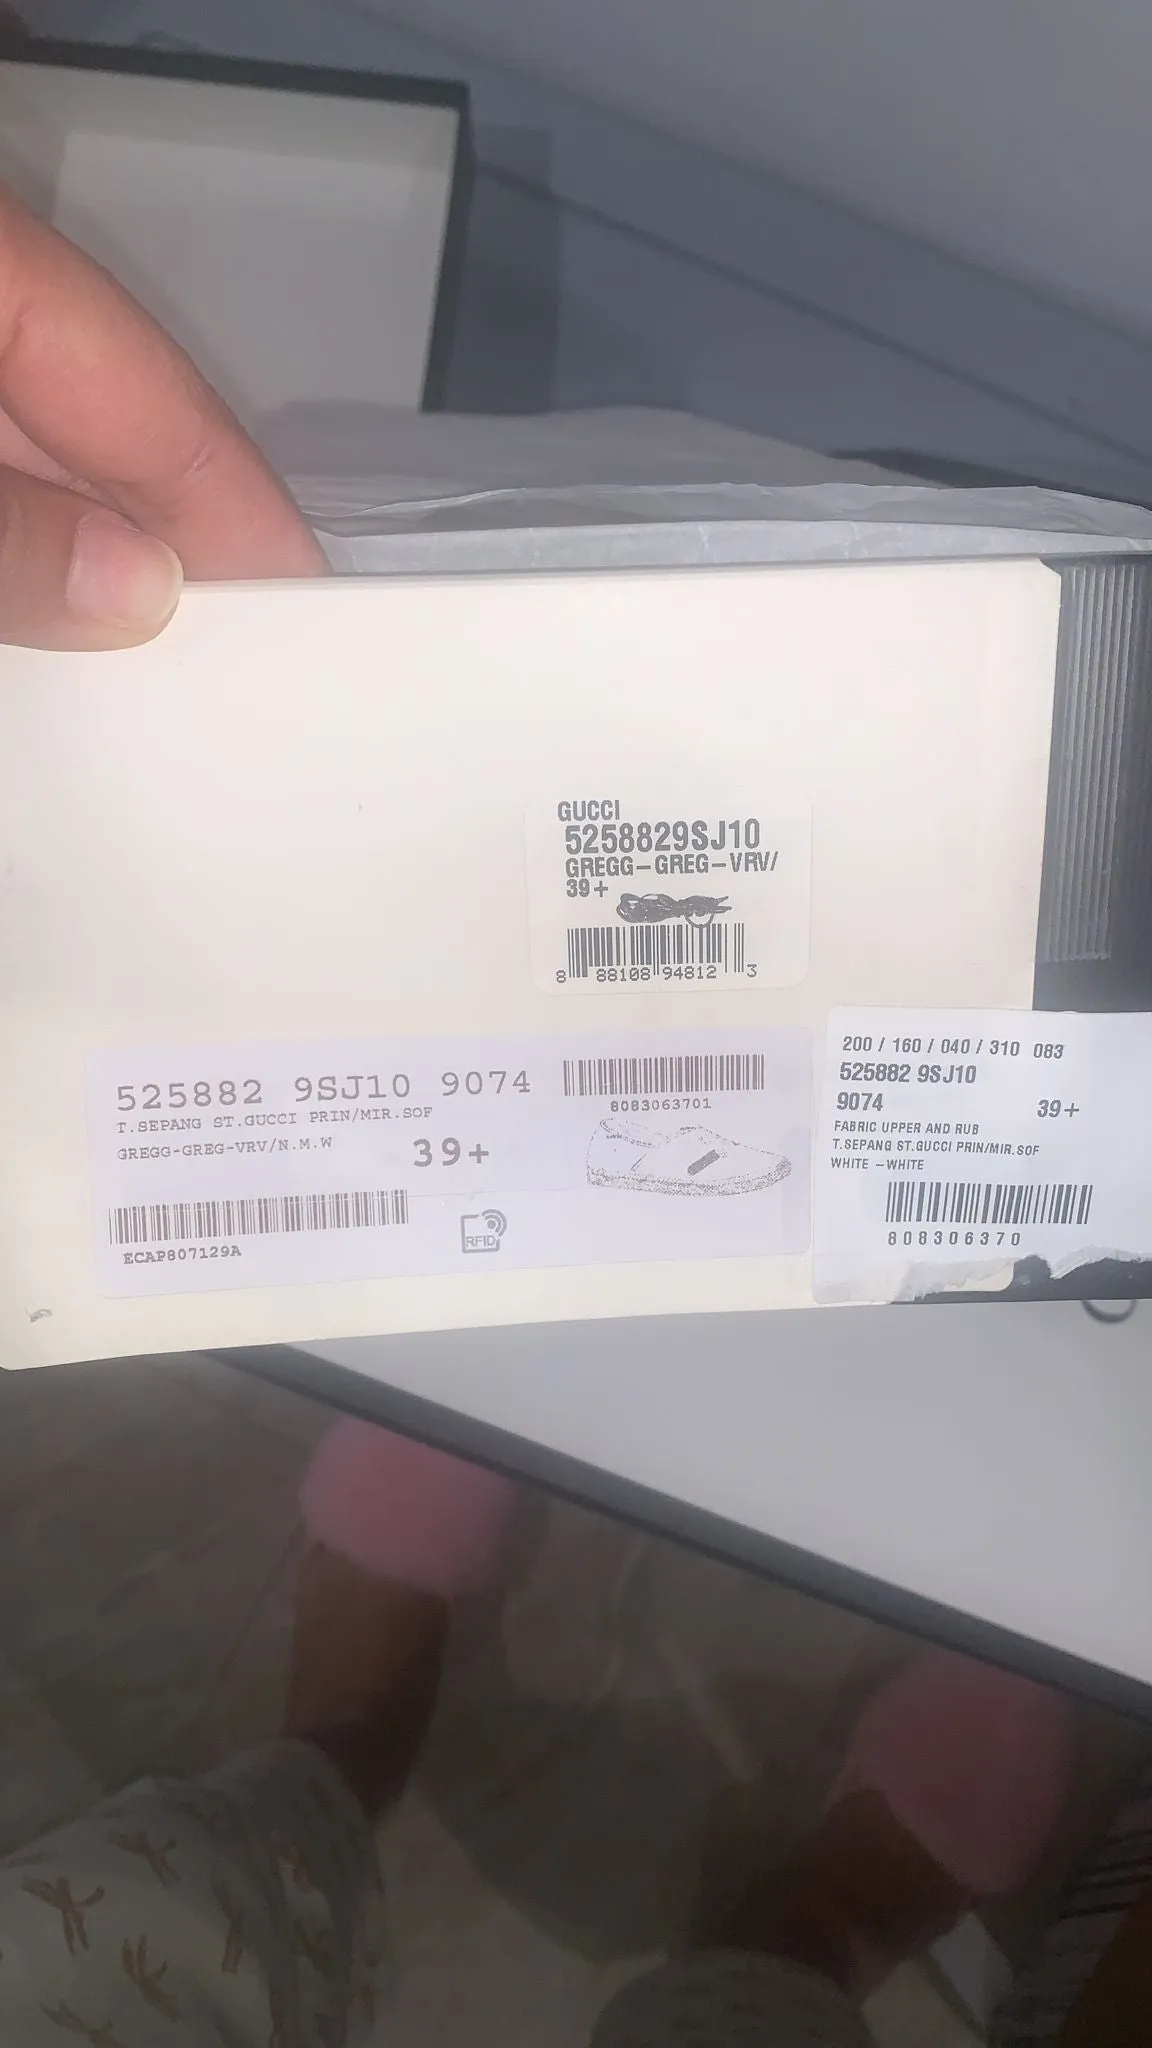 GUCCI
5258829SJ10
GREGG-GREG-VRV/
39+
8 88108 94812 3
525882 9SJ10 9074
T.SEPANG ST.GUCCI PRIN/MIR.SOF
GREGG-GREG-VRV/N.M.W
39+
8083063701
ECAP807129A
RFID
200 / 160 / 040 / 310 083
525882 9SJ10
9074 39+
FABRIC UPPER AND RUB
T.SEPANG ST.GUCCI PRIN/MIR.SOF
WHITE -WHITE
808306370